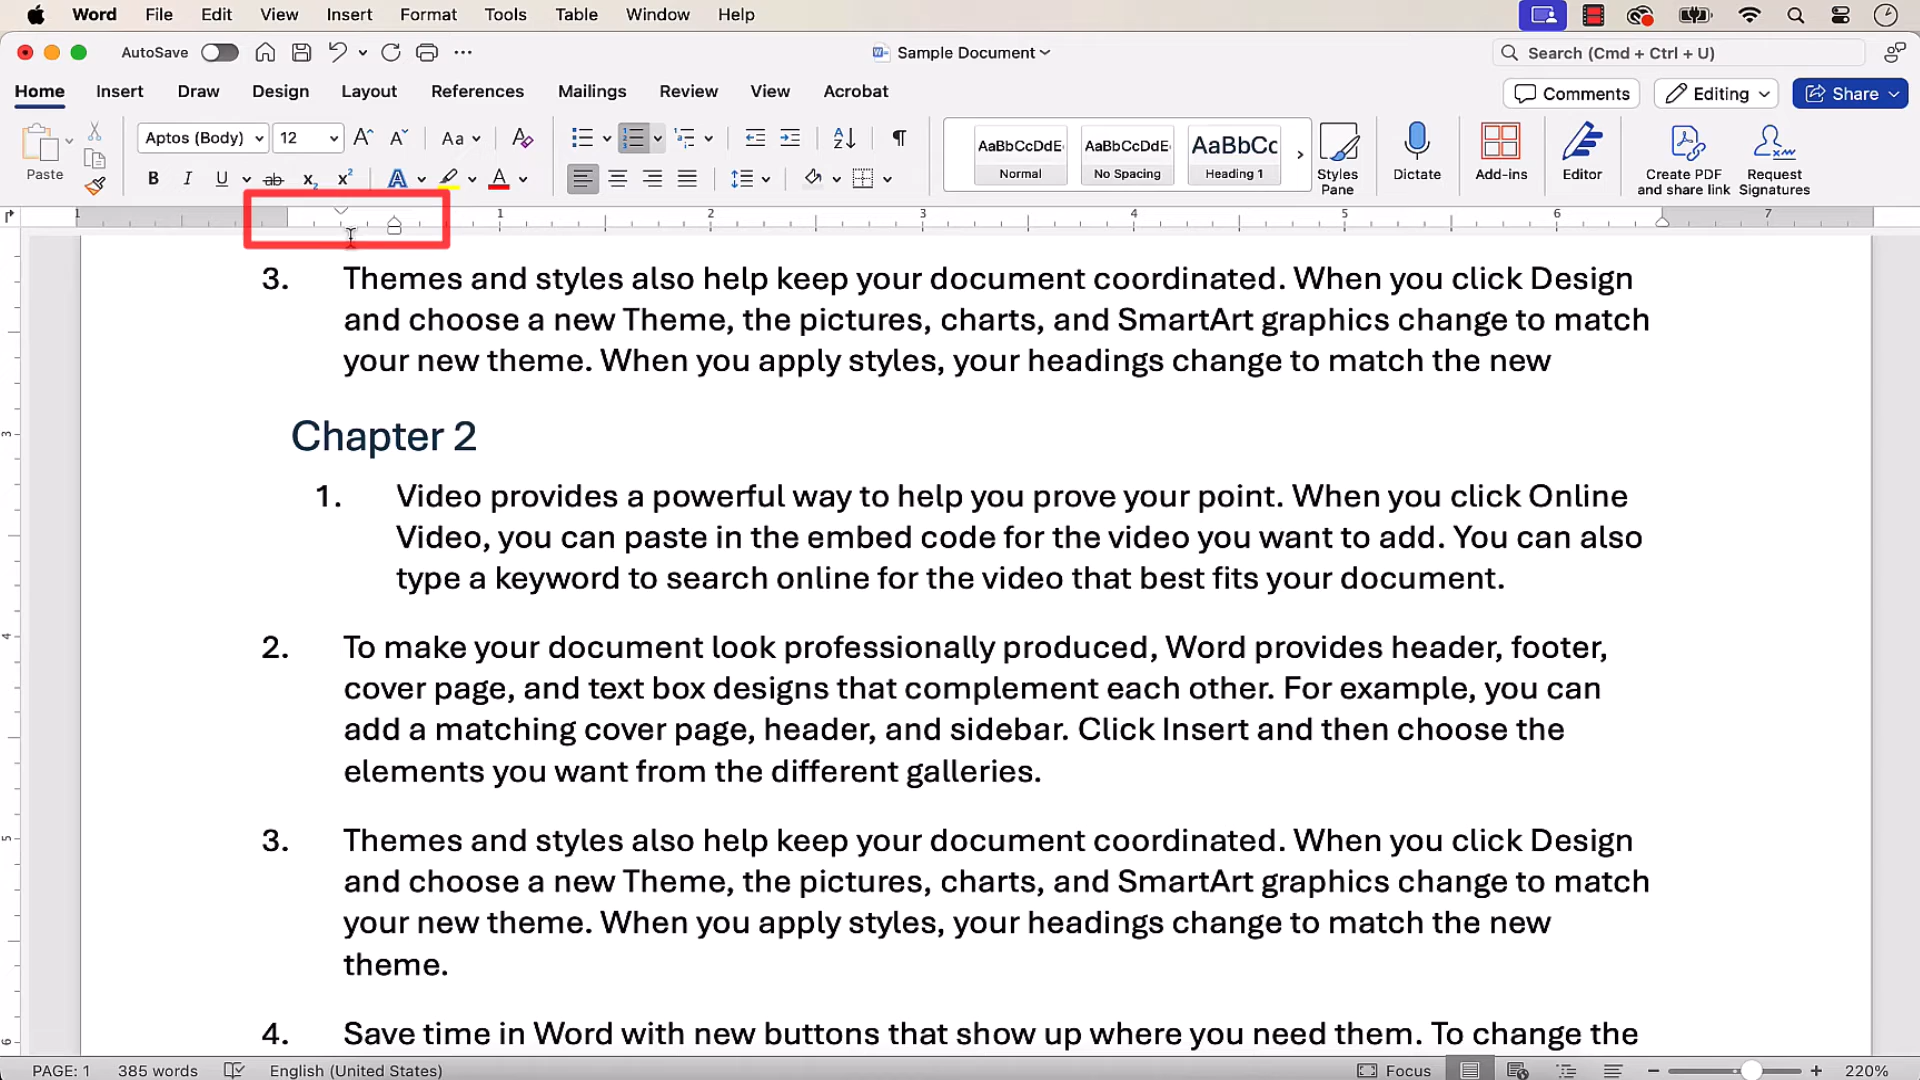 Word File Edit View Insert Format Tools Table Window Help
AutoSave Sample Document Search (Cmd + Ctrl + U)
Home Insert Draw Design Layout References Mailings Review View Acrobat Comments Editing Share
Paste
Aptos (Body) 12 Aa
AaBbCcDdE AaBbCcDdE AaBbCc
Normal No Spacing Heading 1
Styles Pane
Dictate
Add-ins
Editor
Create PDF and share link
Request Signatures
1 1 2 3 4 5 6 7
3. Themes and styles also help keep your document coordinated. When you click Design
and choose a new Theme, the pictures, charts, and SmartArt graphics change to match
your new theme. When you apply styles, your headings change to match the new
Chapter 2
1. Video provides a powerful way to help you prove your point. When you click Online
Video, you can paste in the embed code for the video you want to add. You can also
type a keyword to search online for the video that best fits your document.
2. To make your document look professionally produced, Word provides header, footer,
cover page, and text box designs that complement each other. For example, you can
add a matching cover page, header, and sidebar. Click Insert and then choose the
elements you want from the different galleries.
3. Themes and styles also help keep your document coordinated. When you click Design
and choose a new Theme, the pictures, charts, and SmartArt graphics change to match
your new theme. When you apply styles, your headings change to match the new
theme.
4. Save time in Word with new buttons that show up where you need them. To change the
3
4
5
6
PAGE: 1 385 words English (United States) Focus 220%